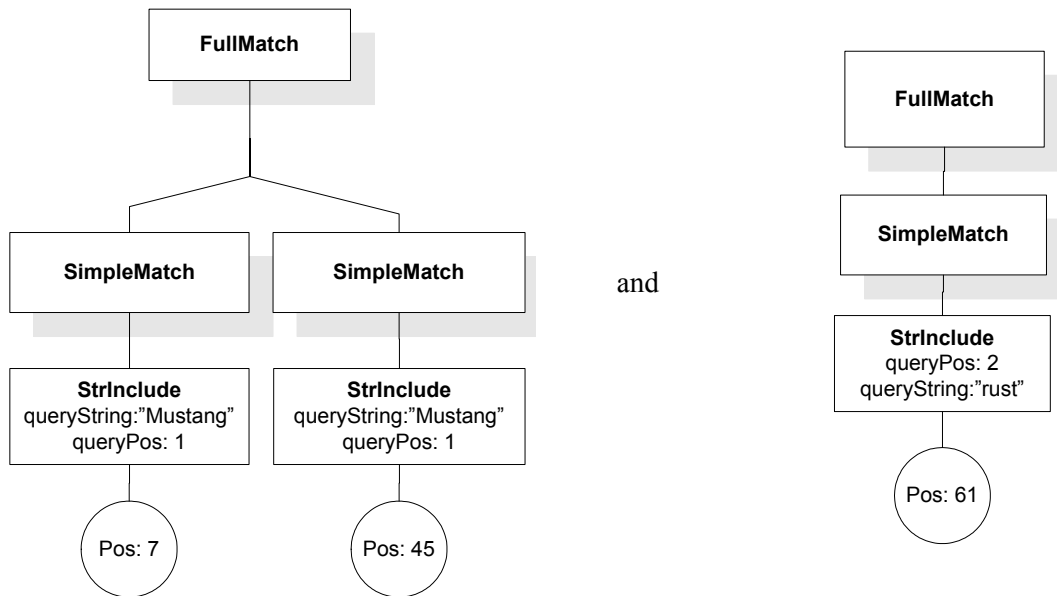 FullMatch
SimpleMatch
SimpleMatch
StrInclude
queryString:”Mustang”
queryPos: 1
StrInclude
queryString:”Mustang”
queryPos: 1
Pos: 7
Pos: 45
and
FullMatch
SimpleMatch
StrInclude
queryPos: 2
queryString:”rust”
Pos: 61